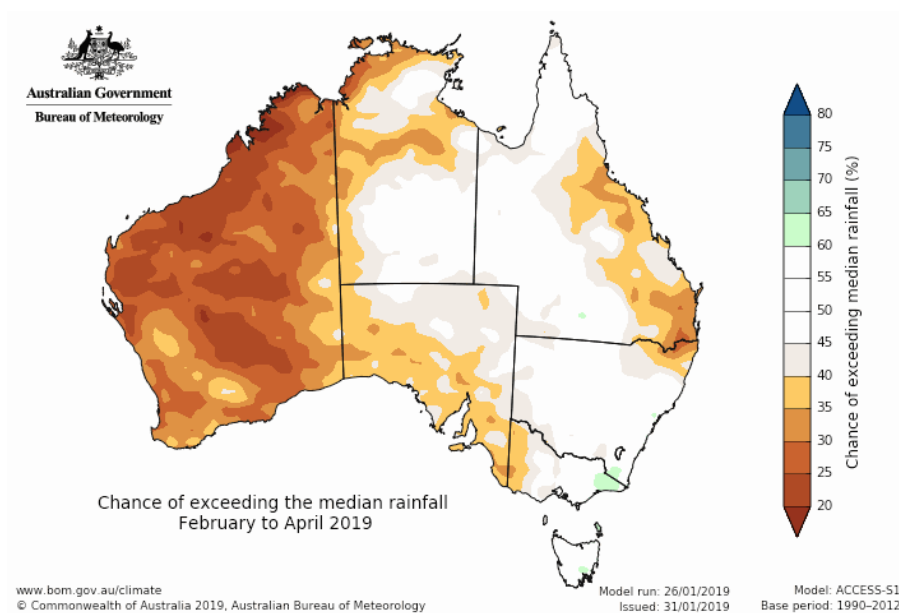 Australian Government
Bureau of Meteorology
80
75
70
65
60
55
50
45
40
35
30
25
20
Chance of exceeding median rainfall (%)
Chance of exceeding the median rainfall
February to April 2019
www.bom.gov.au/climate
© Commonwealth of Australia 2019, Australian Bureau of Meteorology
Model run: 26/01/2019
Issued: 31/01/2019
Model: ACCESS-S1
Base period: 1990-2012